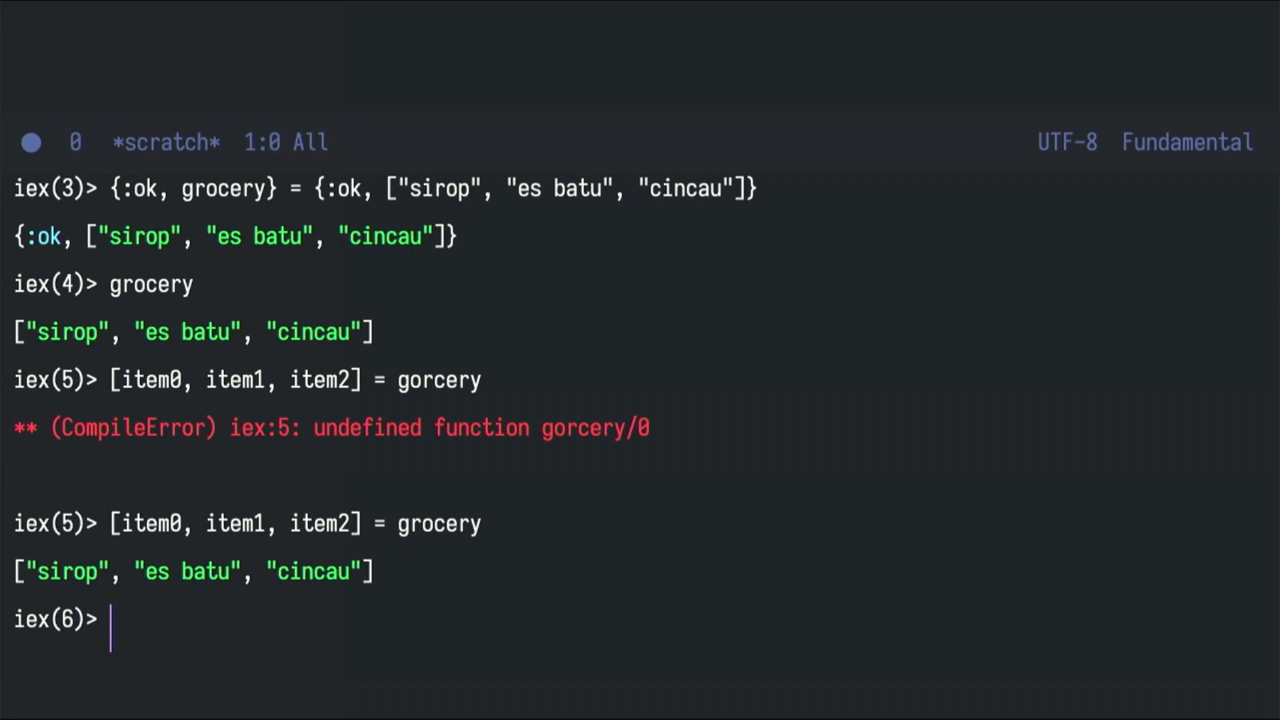 0 *scratch* 1:0 All UTF-8 Fundamental
iex(3)> {:ok, grocery} = {:ok, ["sirop", "es batu", "cincau"]}
{:ok, ["sirop", "es batu", "cincau"]}
iex(4)> grocery
["sirop", "es batu", "cincau"]
iex(5)> [item0, item1, item2] = gorcery
** (CompileError) iex:5: undefined function gorcery/0
iex(5)> [item0, item1, item2] = grocery
["sirop", "es batu", "cincau"]
iex(6)>